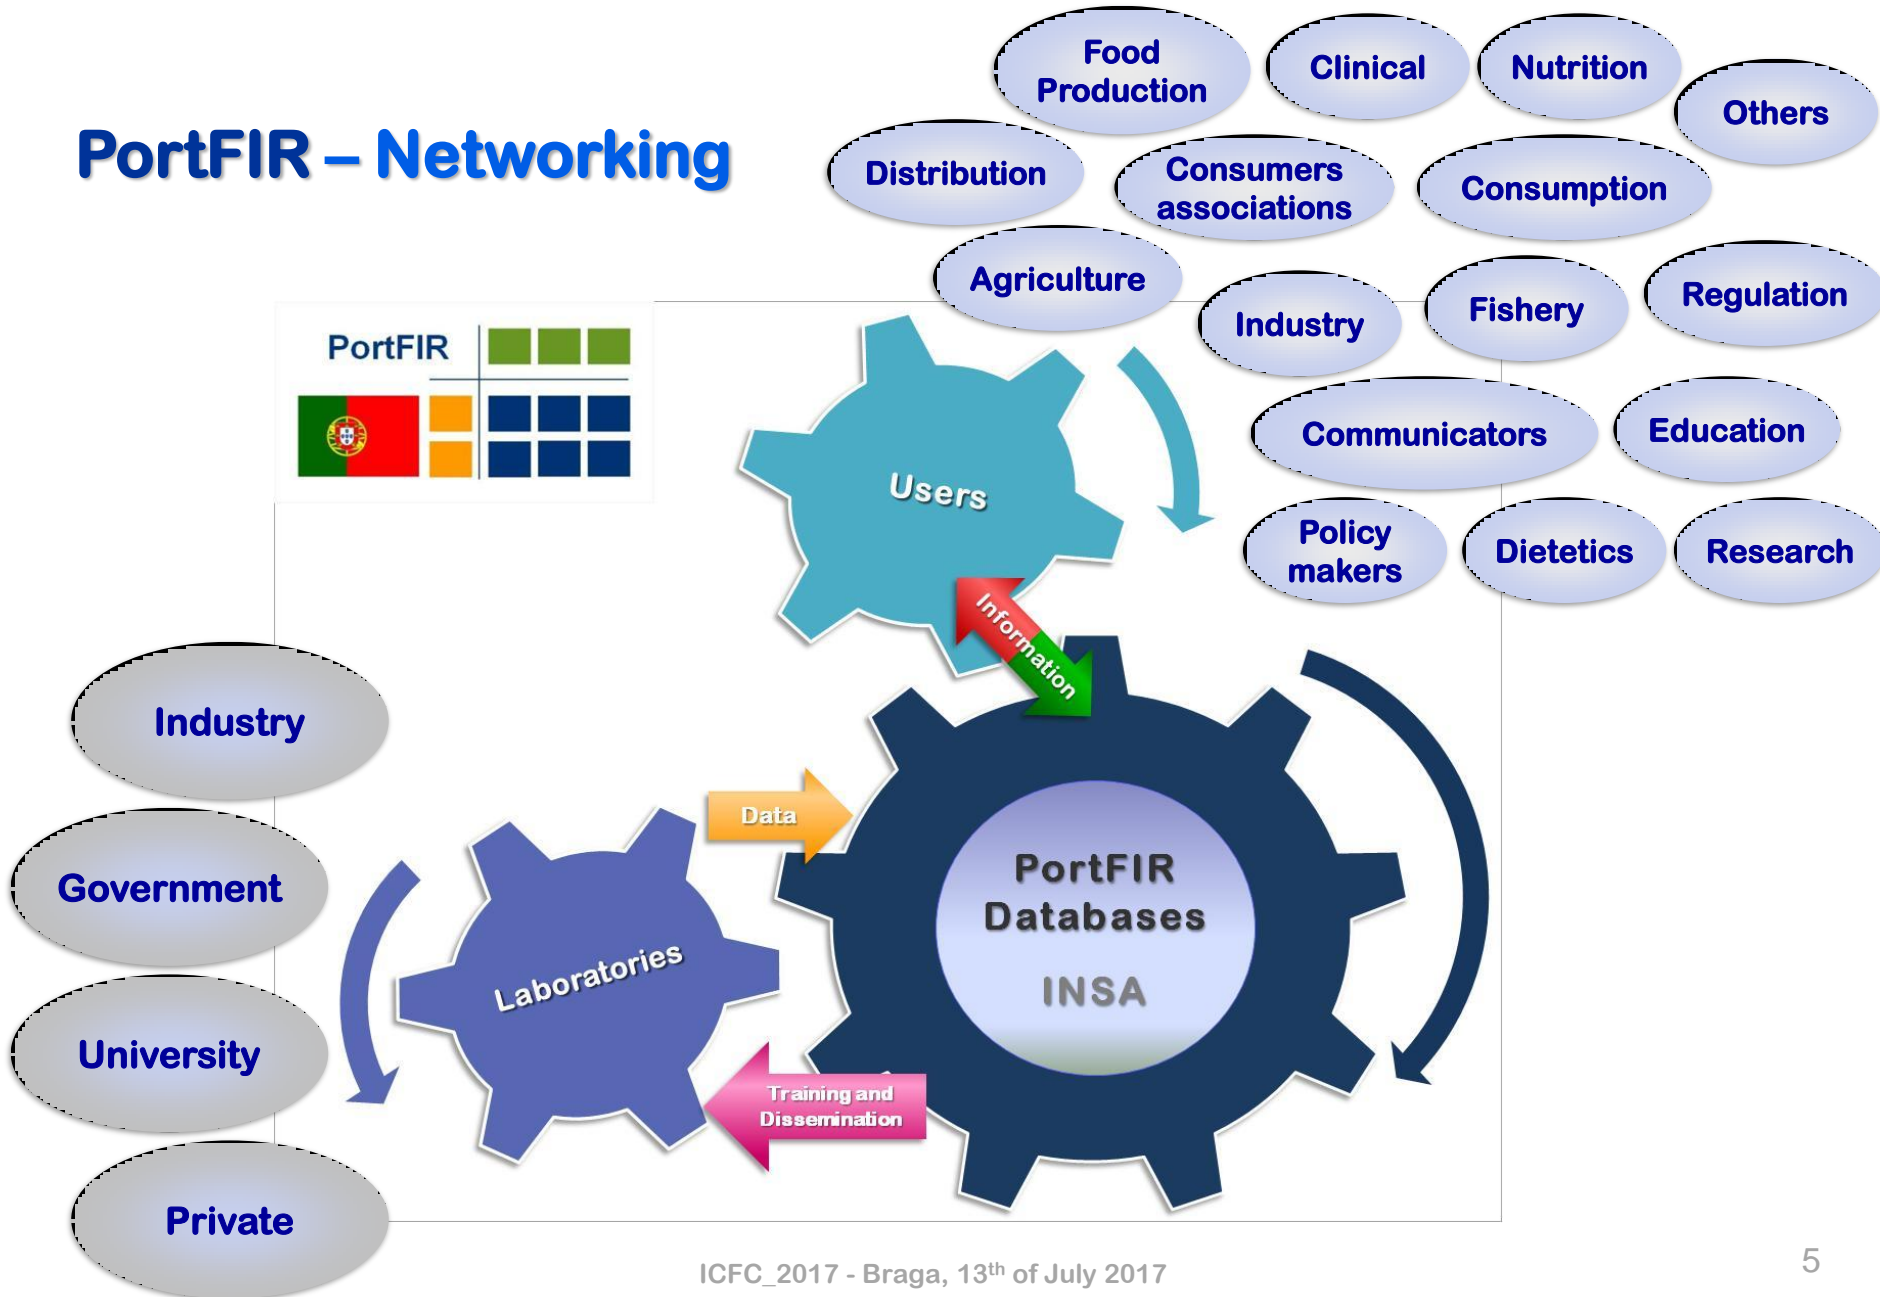 Food
Production
Clinical
Nutrition
Others
PortFIR – Networking
Distribution
Consumers
associations
Consumption
Agriculture
Industry
Fishery
Regulation
PortFIR
Communicators
Education
Users
Policy
makers
Dietetics
Research
Information
Industry
Data
Government
PortFIR
Databases
INSA
Laboratories
University
Training and
Dissemination
Private
ICFC_2017 - Braga, 13th of July 2017
5